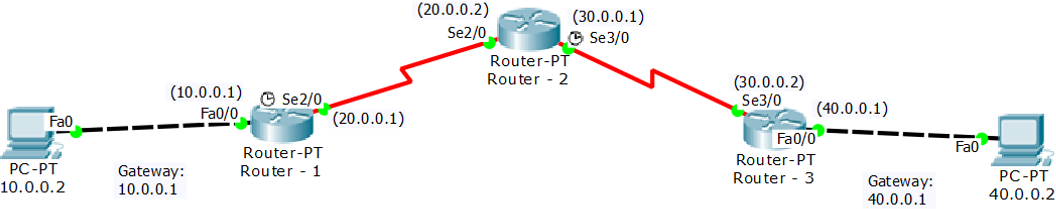 (20.0.0.2)
(30.0.0.1)
Se2/0
Se3/0
Router-PT
Router - 2
(10.0.0.1)
Se2/0
Fa0/0
(20.0.0.1)
Fa0
Router-PT
Router - 1
PC-PT
10.0.0.2
Gateway:
10.0.0.1
(30.0.0.2)
Se3/0
(40.0.0.1)
Fa0/0
Router-PT
Router - 3
Fa0
PC-PT
40.0.0.2
Gateway:
40.0.0.1